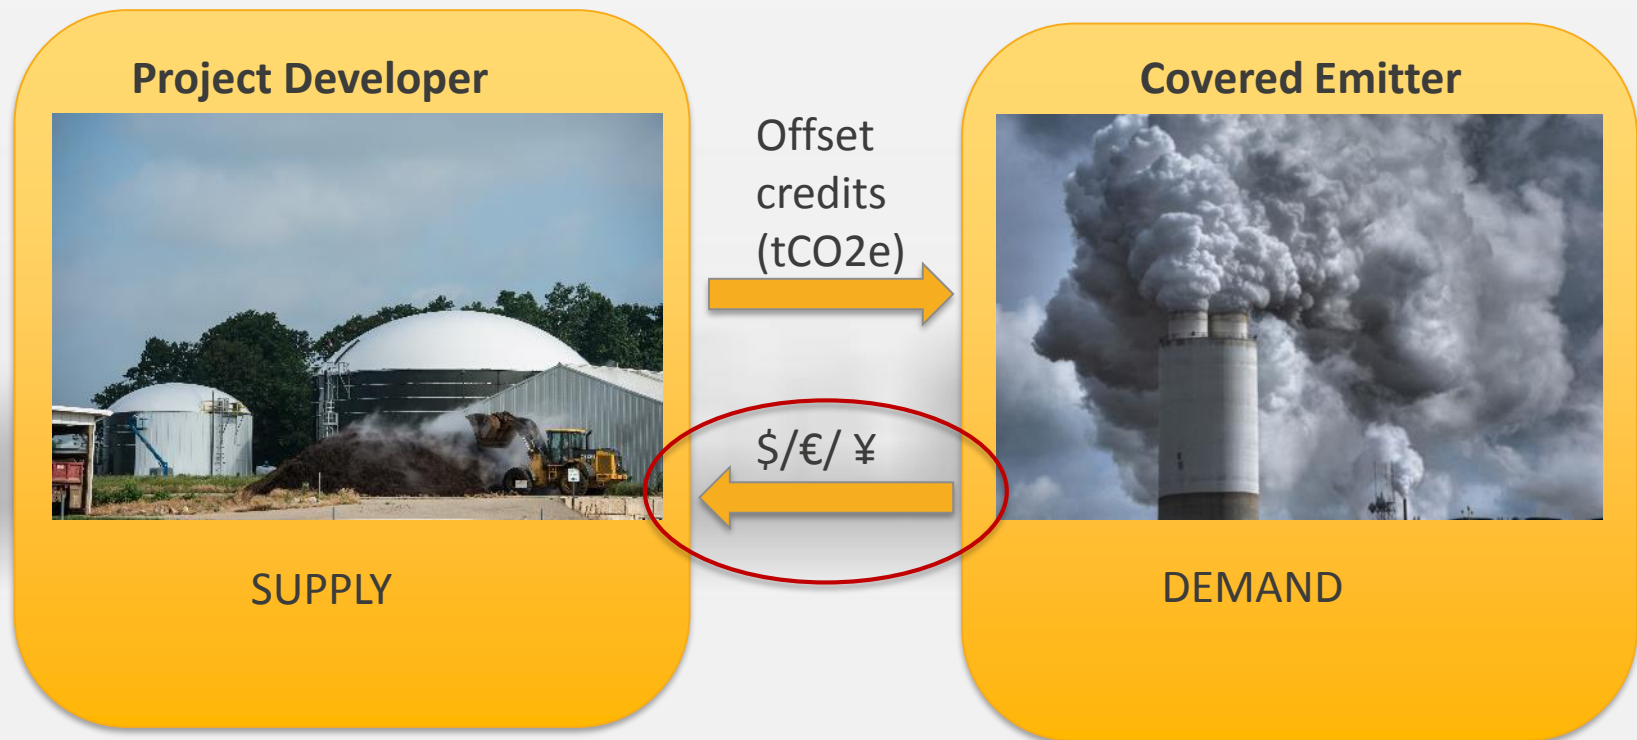 Project Developer
SUPPLY
Offset
credits
(tCO2e)
$/€/ ¥
Covered Emitter
DEMAND